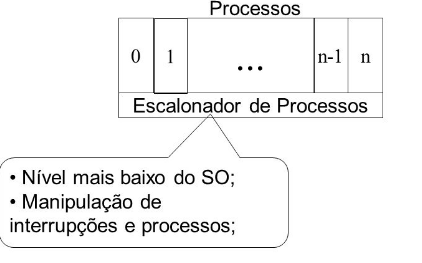 Processos
0 1 ... n-1 n
Escalonador de Processos
• Nível mais baixo do SO;
• Manipulação de
interrupções e processos;